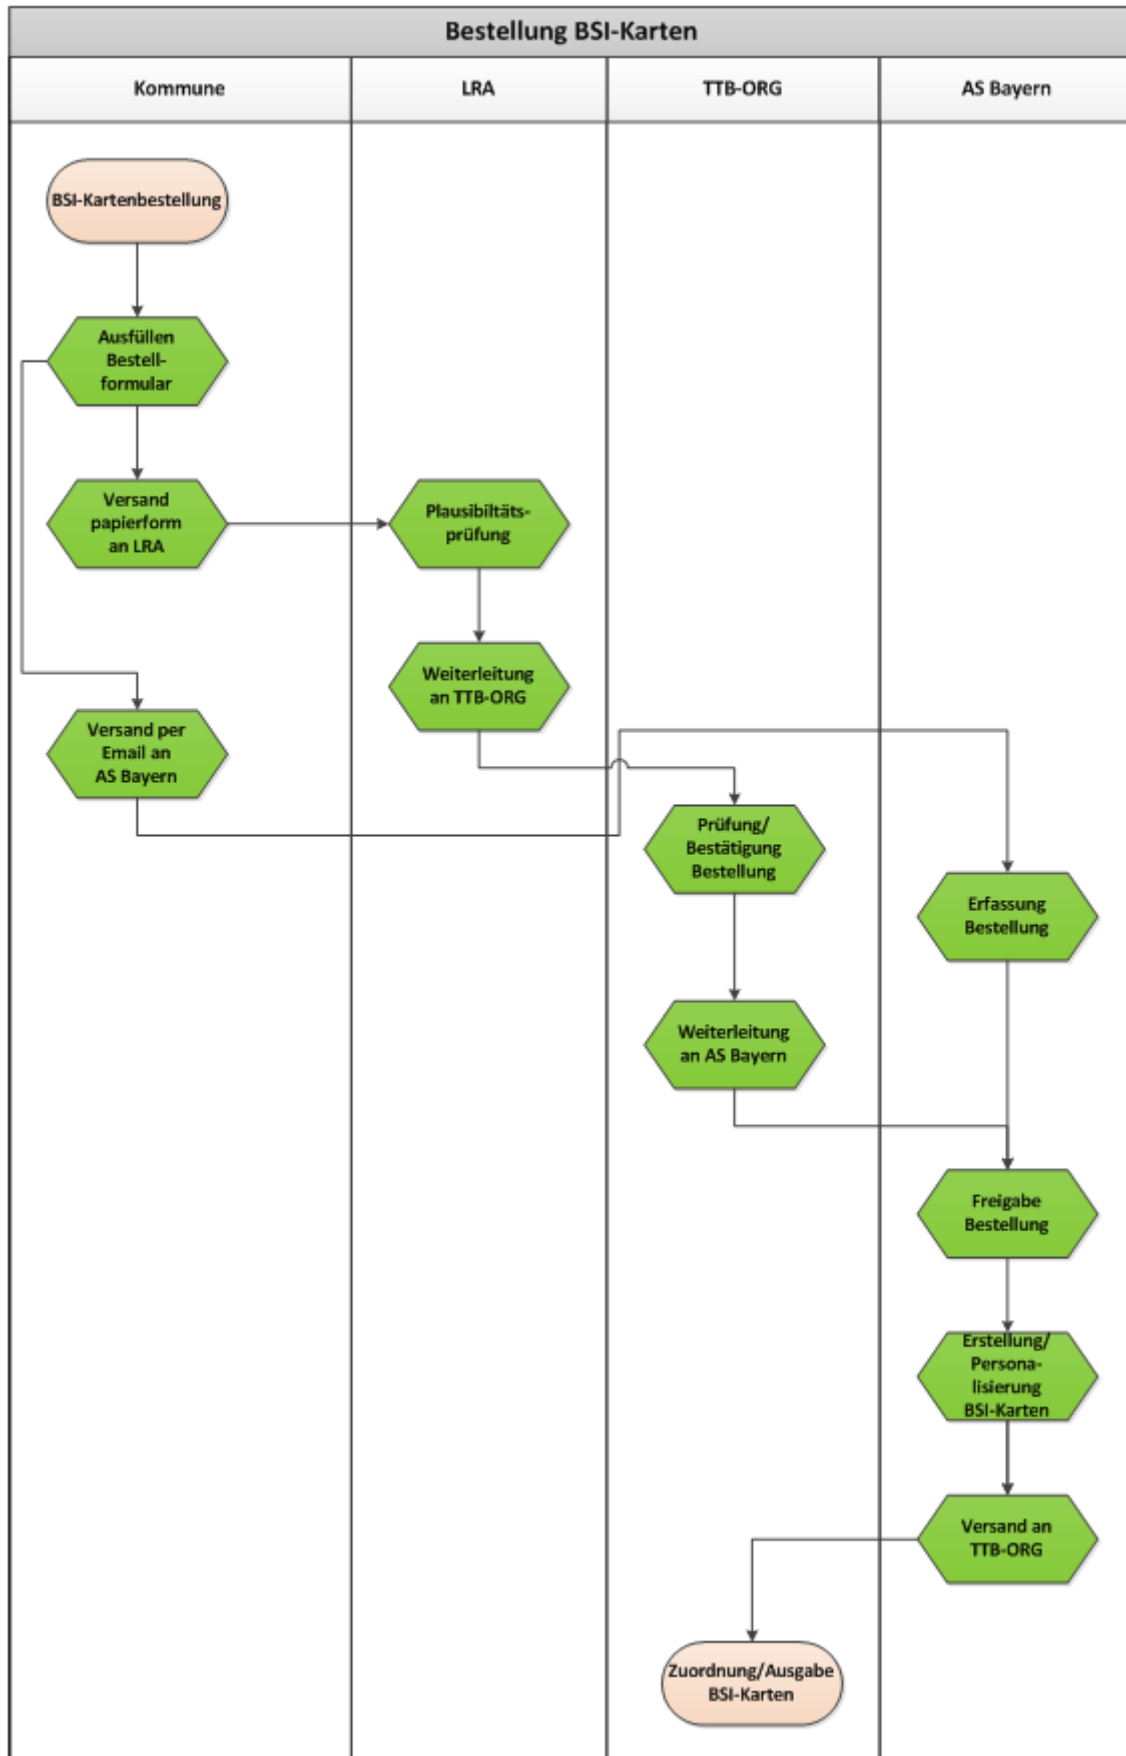 Bestellung BSI-Karten
Kommune
LRA
TTB-ORG
AS Bayern
BSI-Kartenbestellung
Ausfüllen
Bestell-
formular
Versand
papierform
an LRA
Plausibiltäts-
prüfung
Weiterleitung
an TTB-ORG
Versand per
Email an
AS Bayern
Prüfung/
Bestätigung
Bestellung
Erfassung
Bestellung
Weiterleitung
an AS Bayern
Freigabe
Bestellung
Erstellung/
Persona-
lisierung
BSI-Karten
Versand an
TTB-ORG
Zuordnung/Ausgabe
BSI-Karten